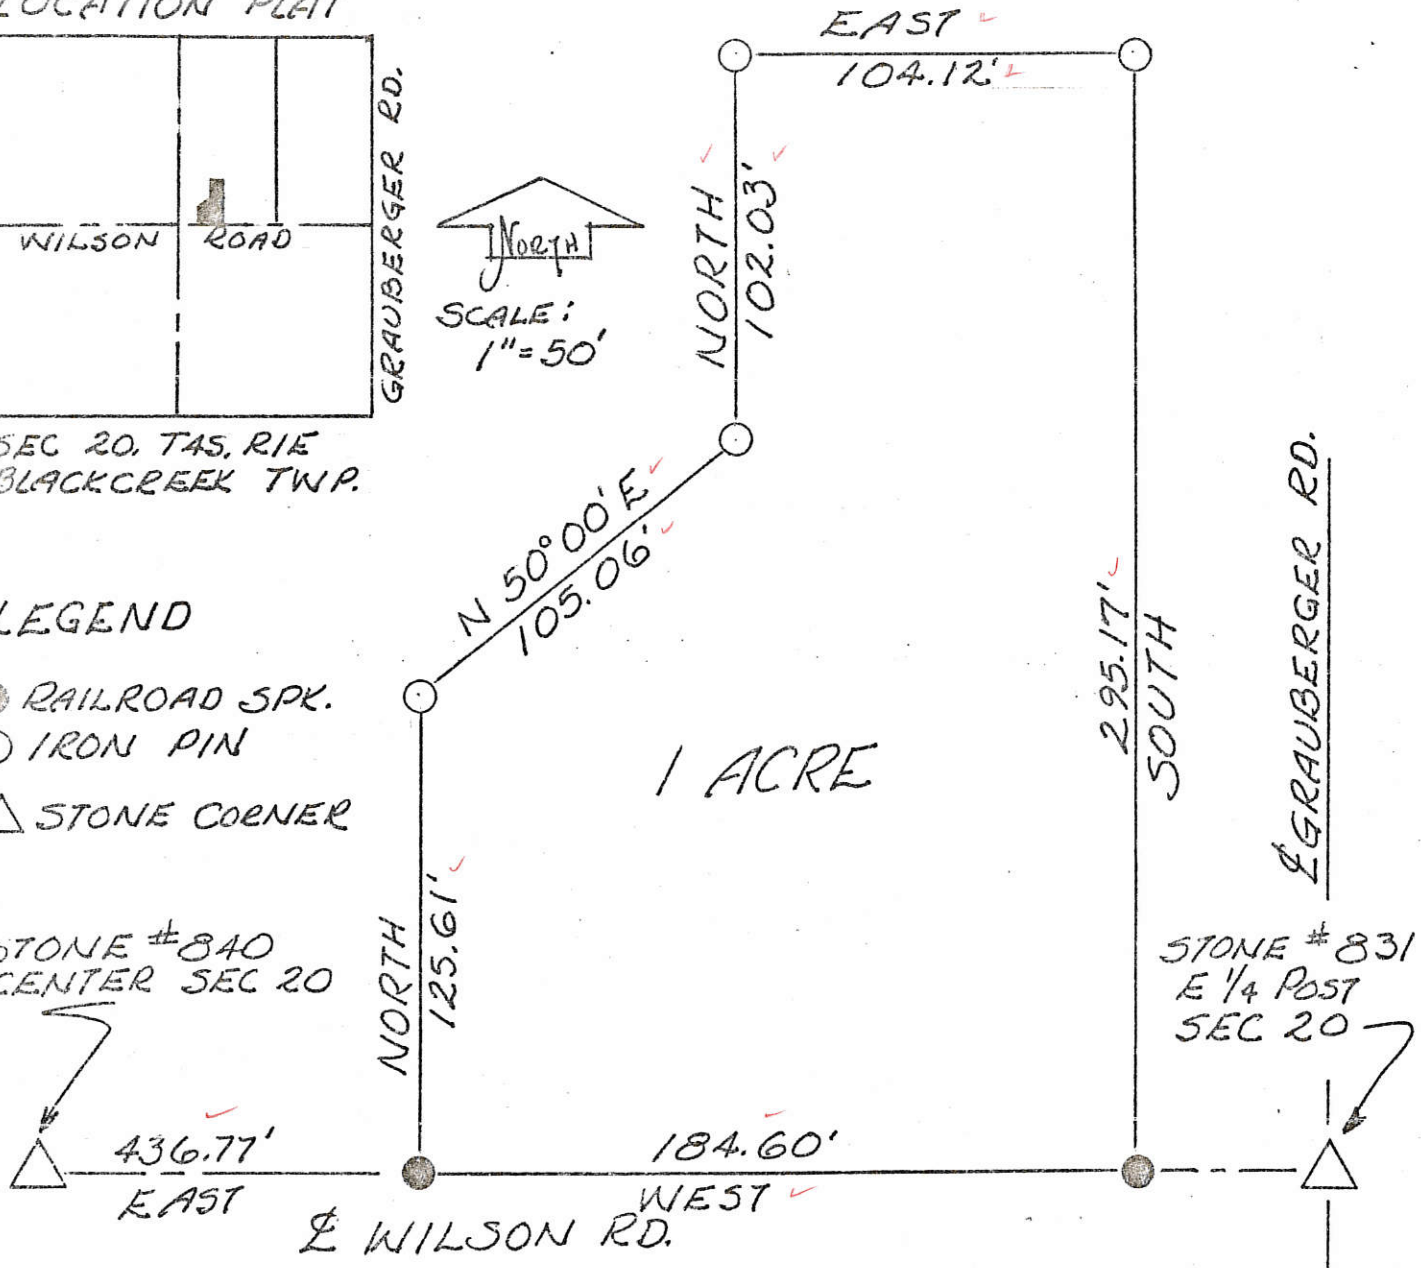 LOCATION PLAT
WILSON ROAD
GRAUBERGER RD.
SEC 20. T4S. R1E
BLACKCREEK TWP.
NORTH
SCALE:
1"=50'
EAST
104.12'
NORTH
102.03'
N 50°00' E
105.06'
295.17'
SOUTH
℄ GRAUBERGER RD.
LEGEND
RAILROAD SPK.
IRON PIN
STONE CORNER
1 ACRE
STONE #840
CENTER SEC 20
NORTH
125.61'
STONE #831
E 1/4 POST
SEC 20
436.77'
EAST
184.60'
WEST
℄ WILSON RD.